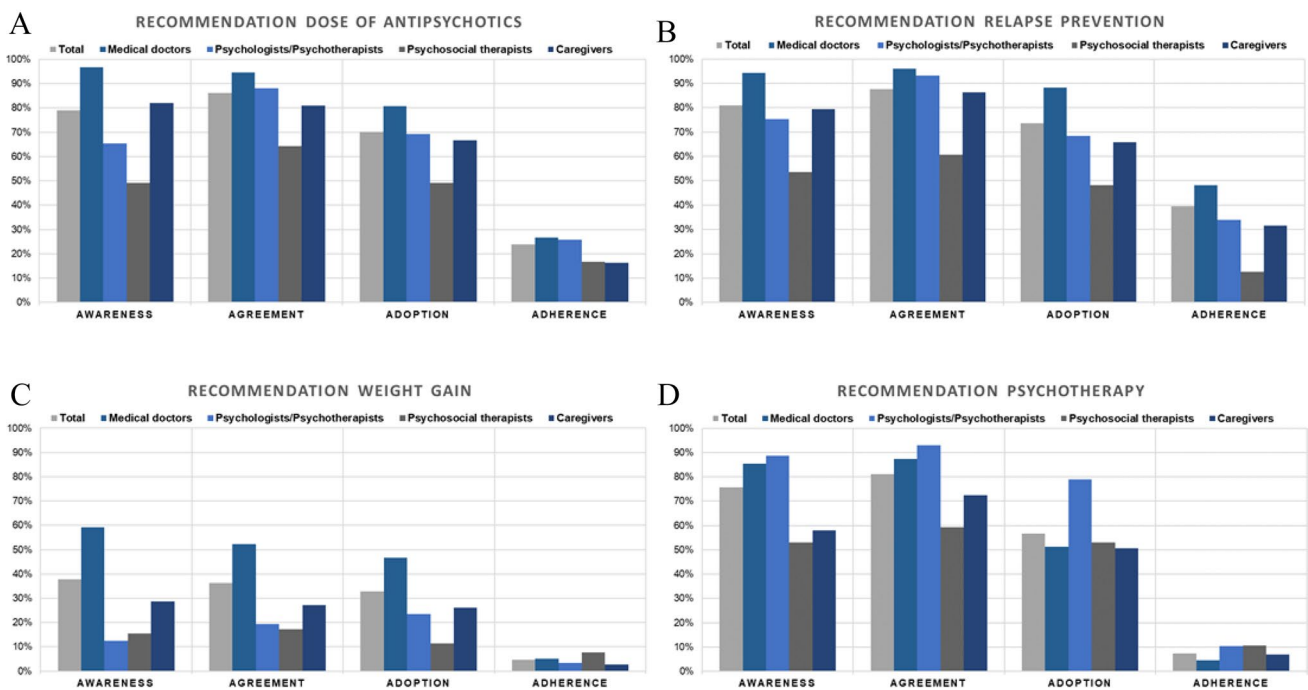 A
RECOMMENDATION DOSE OF ANTIPSYCHOTICS
Total Medical doctors Psychologists/Psychotherapists Psychosocial therapists Caregivers
100%
90%
80%
70%
60%
50%
40%
30%
20%
10%
0%
AWARENESS AGREEMENT ADOPTION ADHERENCE
B
RECOMMENDATION RELAPSE PREVENTION
Total Medical doctors Psychologists/Psychotherapists Psychosocial therapists Caregivers
100%
90%
80%
70%
60%
50%
40%
30%
20%
10%
0%
AWARENESS AGREEMENT ADOPTION ADHERENCE
C
RECOMMENDATION WEIGHT GAIN
Total Medical doctors Psychologists/Psychotherapists Psychosocial therapists Caregivers
100%
90%
80%
70%
60%
50%
40%
30%
20%
10%
0%
AWARENESS AGREEMENT ADOPTION ADHERENCE
D
RECOMMENDATION PSYCHOTHERAPY
Total Medical doctors Psychologists/Psychotherapists Psychosocial therapists Caregivers
100%
90%
80%
70%
60%
50%
40%
30%
20%
10%
0%
AWARENESS AGREEMENT ADOPTION ADHERENCE